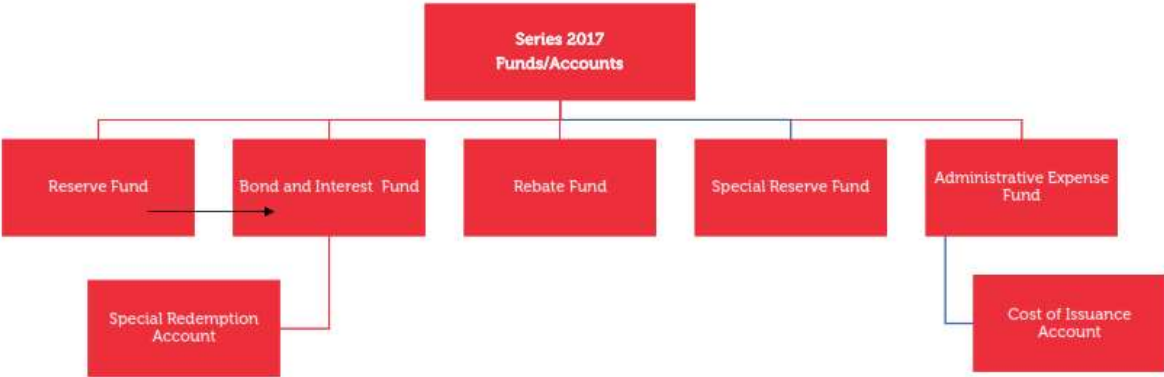 Series 2017
Funds/Accounts
Reserve Fund
Bond and Interest Fund
Rebate Fund
Special Reserve Fund
Administrative Expense
Fund
Special Redemption
Account
Cost of Issuance
Account